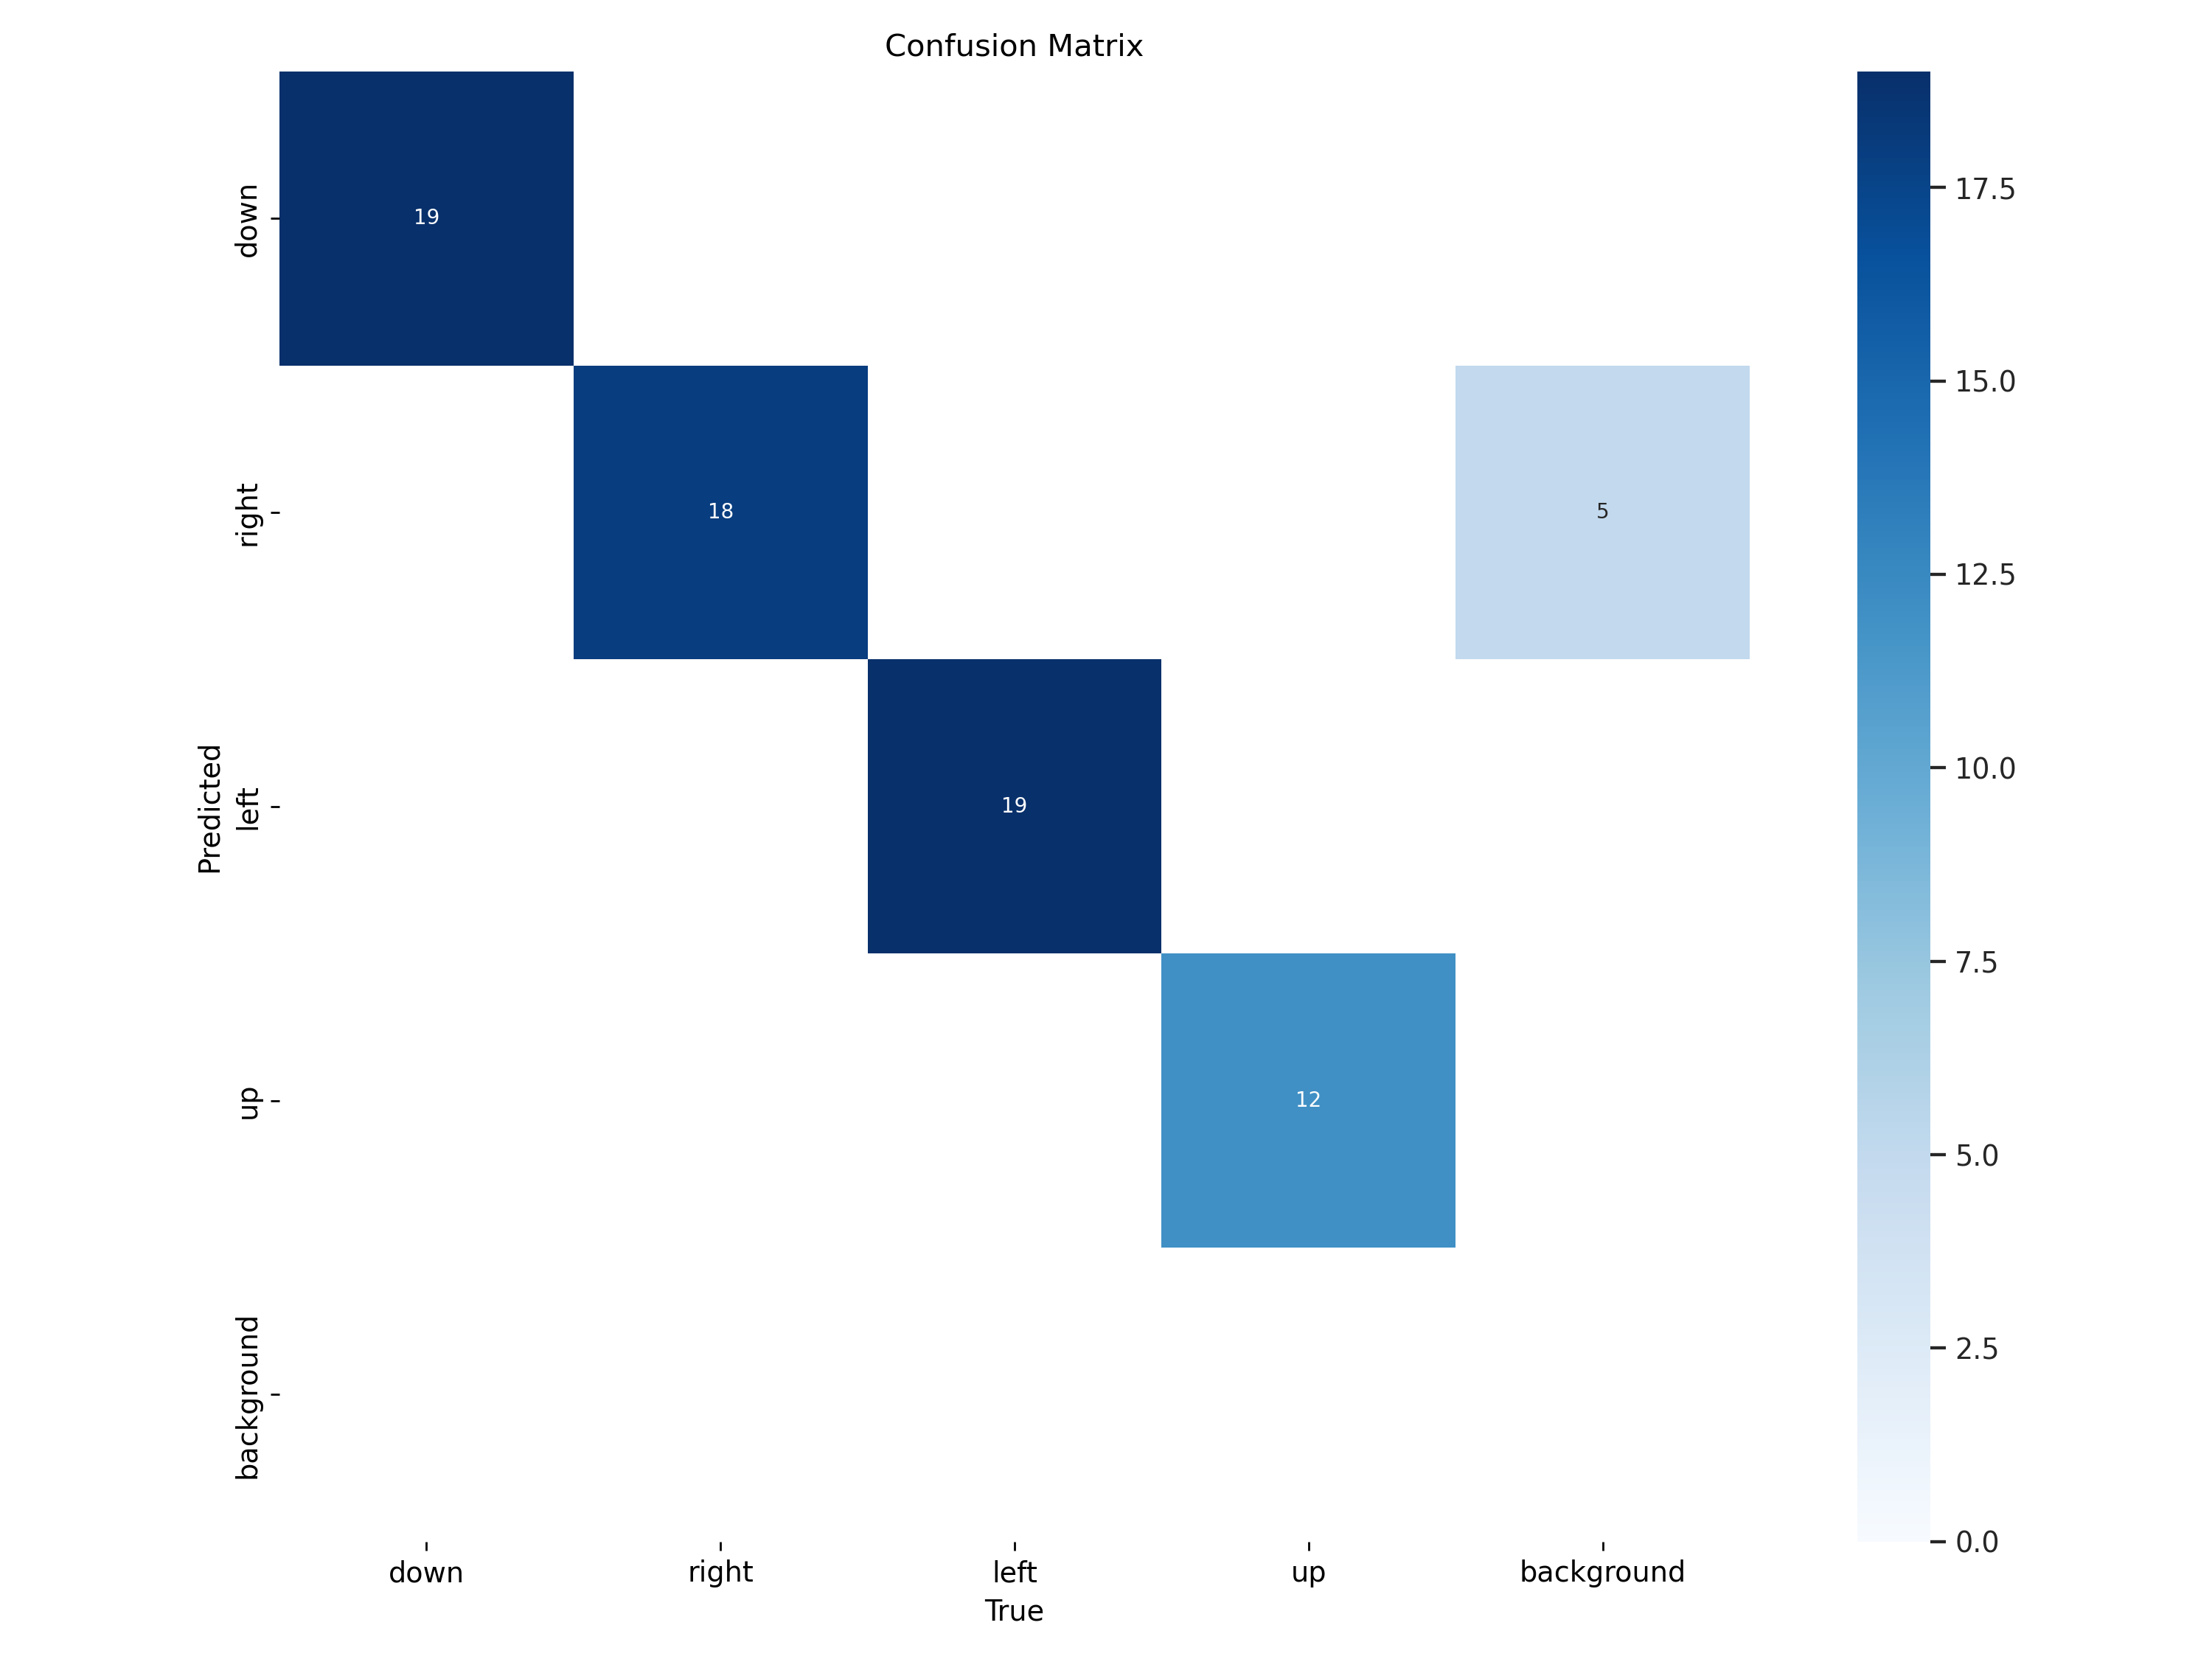 Confusion Matrix
down
19
17.5
15.0
right
18
5
12.5
10.0
Predicted
left
19
7.5
up
12
5.0
2.5
background
0.0
down
right
left
up
background
True